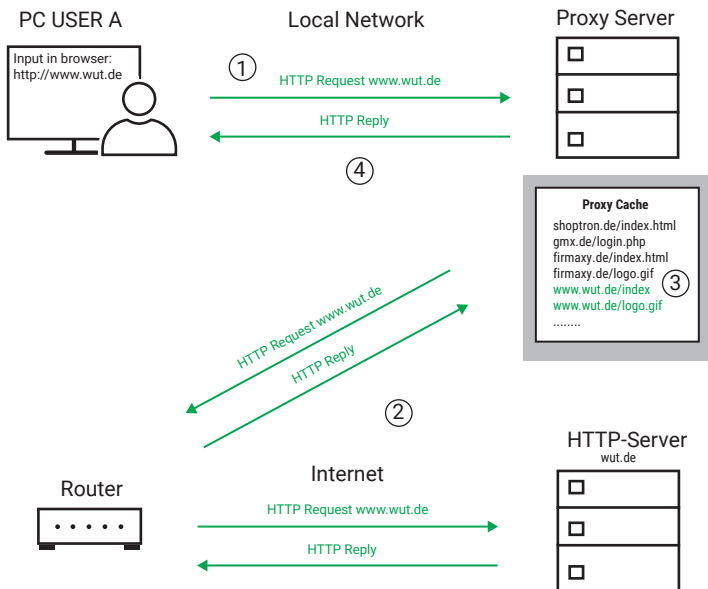 PC USER A
Local Network
Proxy Server
Input in browser:
http://www.wut.de
1
HTTP Request www.wut.de
HTTP Reply
4
Proxy Cache
shoptron.de/index.html
gmx.de/login.php
firmaxy.de/index.html
firmaxy.de/logo.gif
www.wut.de/index
www.wut.de/logo.gif
........
3
HTTP Request www.wut.de
HTTP Reply
2
HTTP-Server
wut.de
Router
Internet
HTTP Request www.wut.de
HTTP Reply